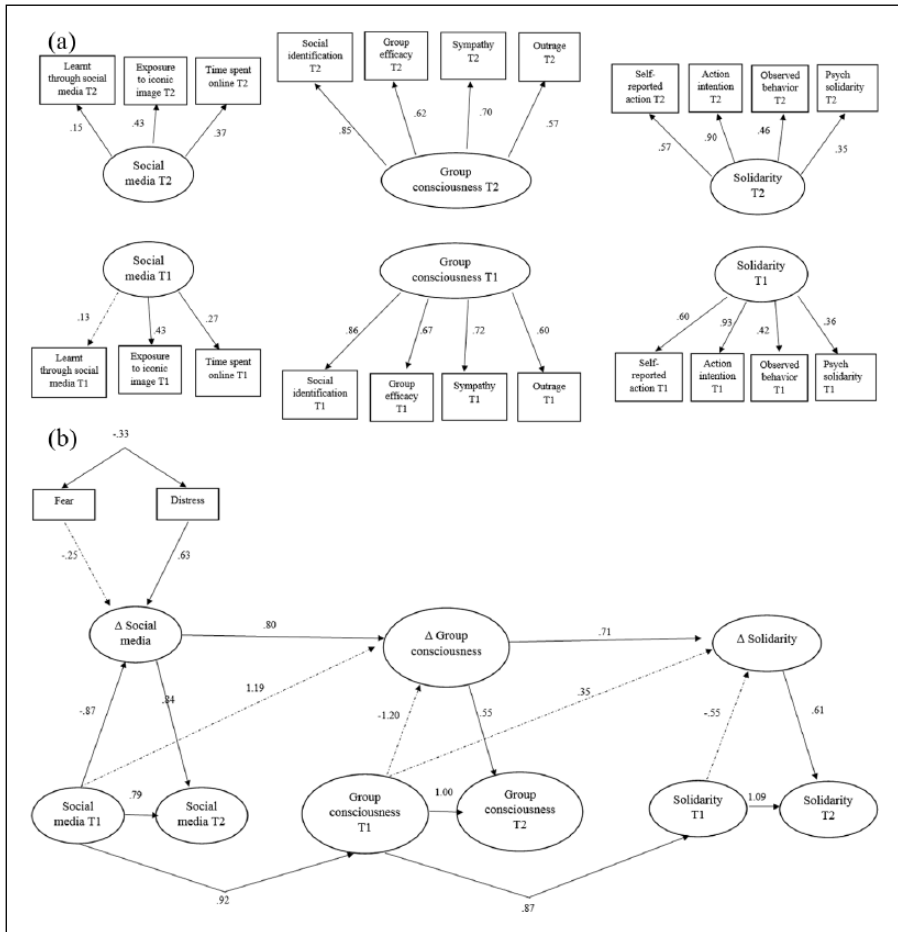 (a)
Learnt
through social
media T2
Exposure
to iconic
image T2
Time spent
online T2
Social
identification
T2
Group
efficacy
T2
Sympathy
T2
Outrage
T2
Self-
reported
action T2
Action
intention
T2
Observed
behavior
T2
Psych
solidarity
T2
.15
.43
.37
.85
.62
.70
.57
.57
.90
.46
.35
Social
media T2
Group
consciousness T2
Solidarity
T2
Social
media T1
Group
consciousness T1
Solidarity
T1
.13
.43
.27
.86
.67
.72
.60
.60
.93
.42
.36
Learnt
through social
media T1
Exposure
to iconic
image T1
Time spent
online T1
Social
identification
T1
Group
efficacy
T1
Sympathy
T1
Outrage
T1
Self-
reported
action T1
Action
intention
T1
Observed
behavior
T1
Psych
solidarity
T1
(b)
-.33
Fear
Distress
-.25
.63
Δ Social
media
.80
Δ Group
consciousness
.71
Δ Solidarity
-.87
.84
1.19
-1.20
.55
.35
-.55
.61
Social
media T1
.79
Social
media T2
Group
consciousness
T1
1.00
Group
consciousness
T2
Solidarity
T1
1.09
Solidarity
T2
.92
.87